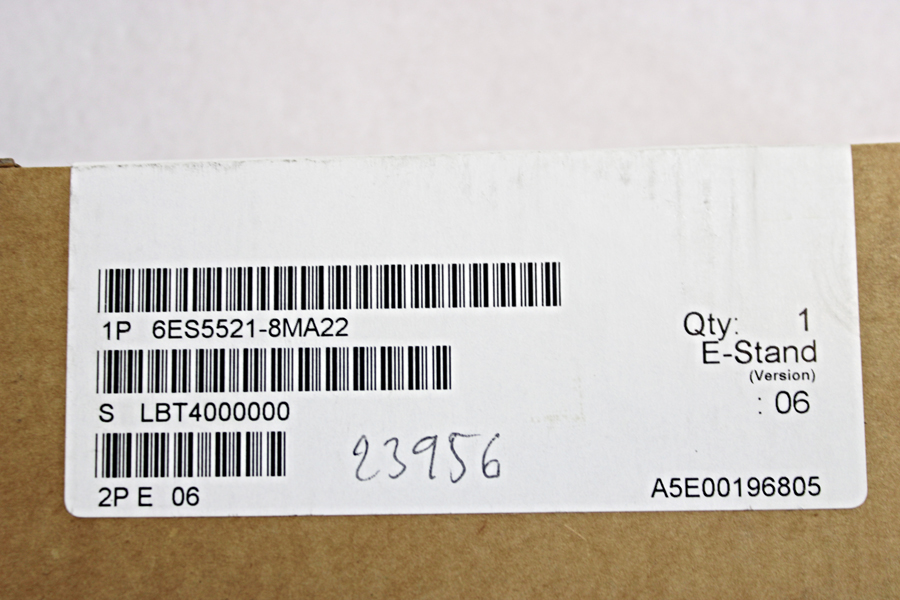 1P 6ES5521-8MA22
S LBT4000000
2P E 06
23956
Qty: 1
E-Stand
(Version)
: 06
A5E00196805